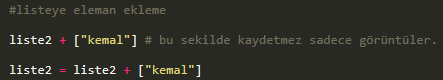 #listeye eleman ekleme
liste2 + ["kemal"] # bu sekilde kaydetmez sadece görüntüler.
liste2 = liste2 + ["kemal"]